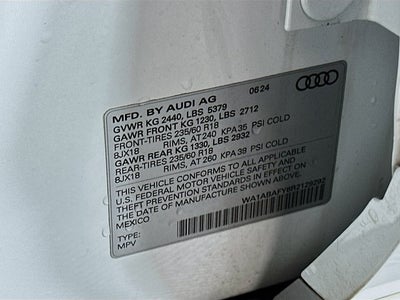 MFD. BY AUDI AG 06/24
GVWR KG 2440, LBS 5379
GAWR FRONT KG 1230, LBS 2712
FRONT-TIRES 235/60 R18
8JX18 RIMS, AT 240 KPA 35 PSI COLD
GAWR REAR KG 1330, LBS 2932
REAR-TIRES 235/60 R18
8JX18 RIMS, AT 260 KPA 38 PSI COLD
THIS VEHICLE CONFORMS TO ALL APPLICABLE
U.S. FEDERAL MOTOR VEHICLE SAFETY AND
THEFT PREVENTION STANDARDS IN EFFECT ON
THE DATE OF MANUFACTURE SHOWN ABOVE.
MEXICO WA1ABAFY6R2129292
TYPE:
MPV